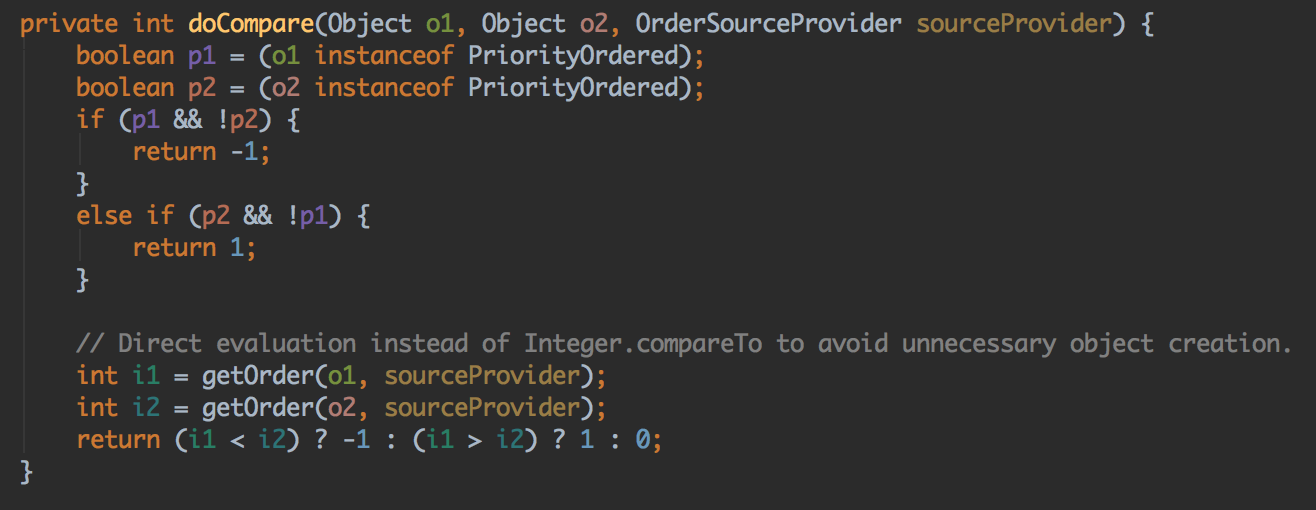 private int doCompare(Object o1, Object o2, OrderSourceProvider sourceProvider) {
    boolean p1 = (o1 instanceof PriorityOrdered);
    boolean p2 = (o2 instanceof PriorityOrdered);
    if (p1 && !p2) {
        return -1;
    }
    else if (p2 && !p1) {
        return 1;
    }

    // Direct evaluation instead of Integer.compareTo to avoid unnecessary object creation.
    int i1 = getOrder(o1, sourceProvider);
    int i2 = getOrder(o2, sourceProvider);
    return (i1 < i2) ? -1 : (i1 > i2) ? 1 : 0;
}